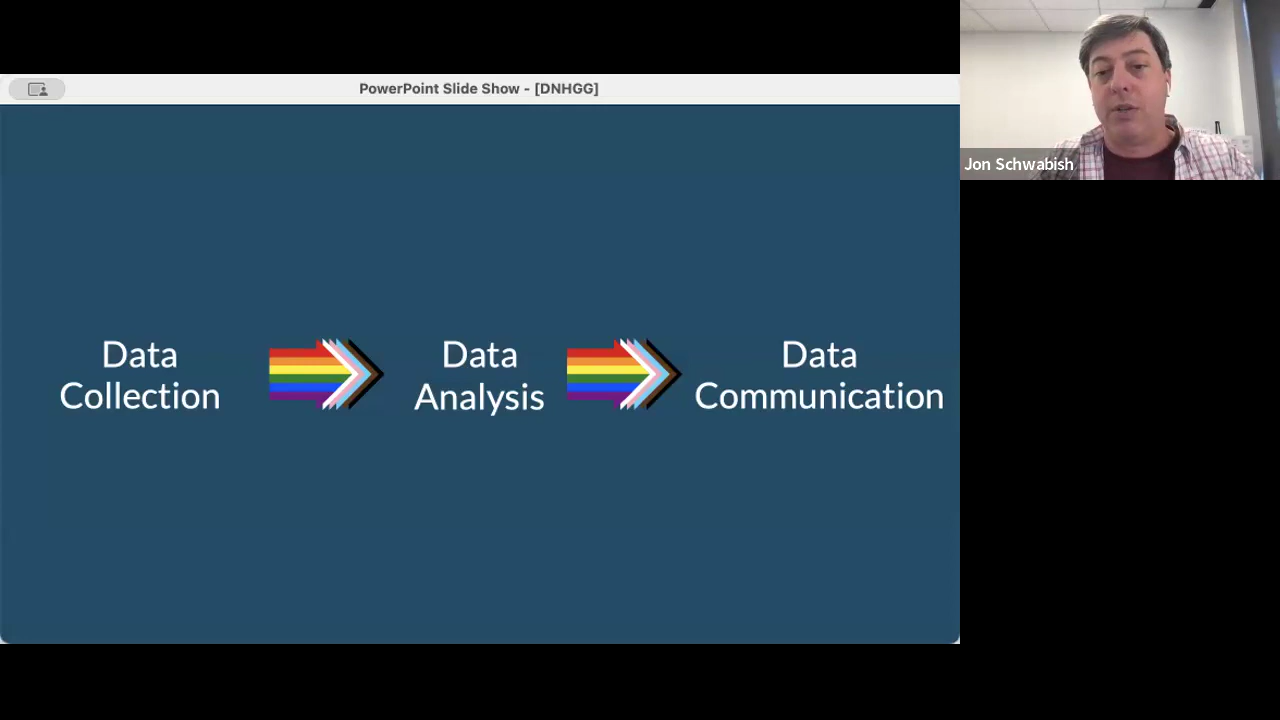 PowerPoint Slide Show - [DNHGG]
Data
Collection
Data
Analysis
Data
Communication
Jon Schwabish